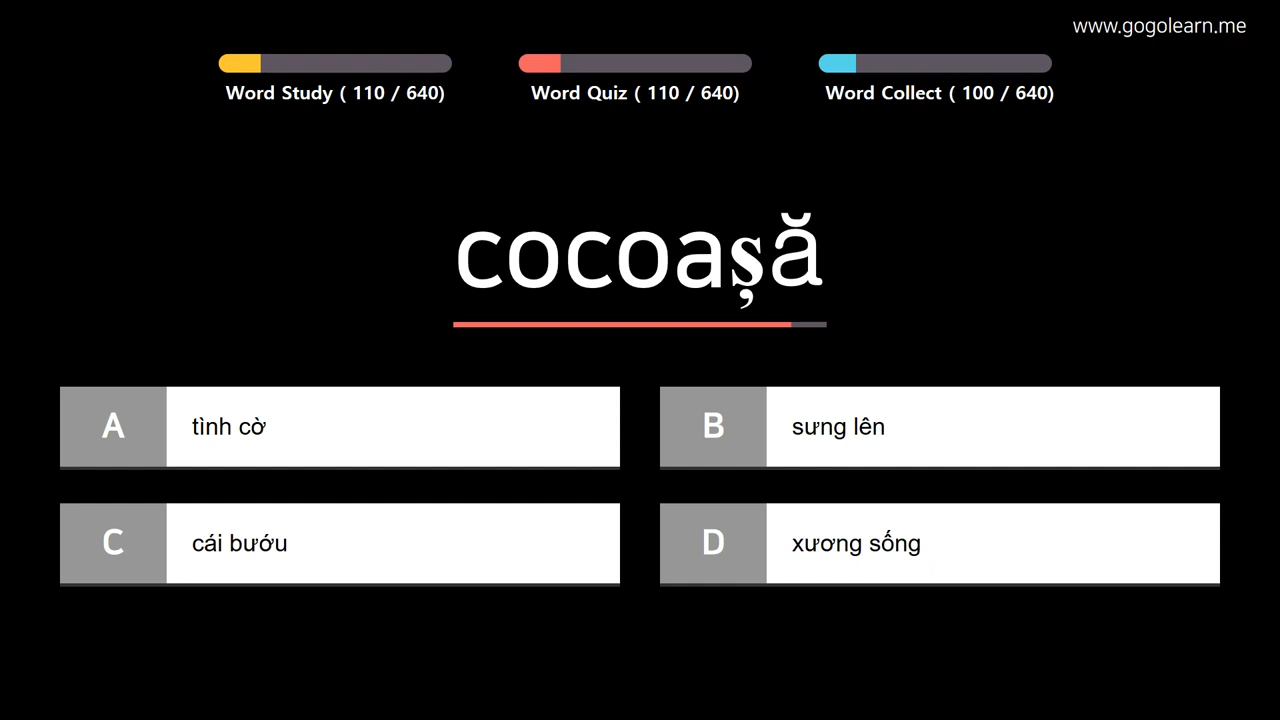 www.gogolearn.me
Word Study ( 110 / 640)
Word Quiz ( 110 / 640)
Word Collect ( 100 / 640)
cocoașă
A tình cờ
B sưng lên
C cái bướu
D xương sống